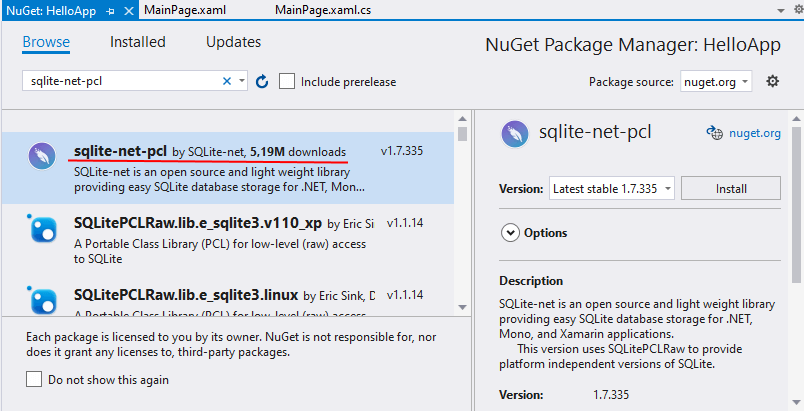 NuGet: HelloApp
MainPage.xaml
MainPage.xaml.cs
Browse
Installed
Updates
NuGet Package Manager: HelloApp
sqlite-net-pcl
Include prerelease
Package source:
nuget.org
sqlite-net-pcl by SQLite-net, 5,19M downloads
v1.7.335
SQLite-net is an open source and light weight library
providing easy SQLite database storage for .NET, Mon...
SQLitePCLRaw.lib.e_sqlite3.v110_xp by Eric Sin
v1.1.14
A Portable Class Library (PCL) for low-level (raw) access
to SQLite
SQLitePCLRaw.lib.e_sqlite3.linux by Eric Sink, D
v1.1.14
A Portable Class Library (PCL) for low-level (raw) access
Each package is licensed to you by its owner. NuGet is not responsible for, nor
does it grant any licenses to, third-party packages.
Do not show this again
sqlite-net-pcl
nuget.org
Version:
Latest stable 1.7.335
Install
Options
Description
SQLite-net is an open source and light weight library
providing easy SQLite database storage for .NET,
Mono, and Xamarin applications.
This version uses SQLitePCLRaw to provide
platform independent versions of SQLite.
Version:
1.7.335